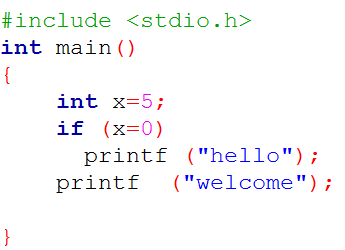 #include <stdio.h>
int main()
{
    int x=5;
    if (x=0)
      printf ("hello");
    printf  ("welcome");

}